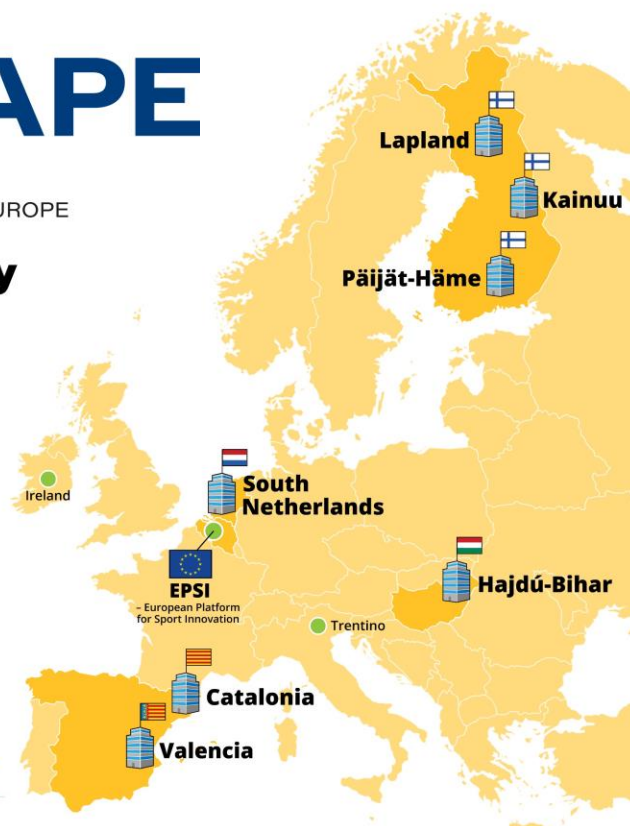 APE
UROPE
y
Lapland
Kainuu
Päijät-Häme
Ireland
South
Netherlands
EPSI
– European Platform
for Sport Innovation
Hajdú-Bihar
Trentino
Catalonia
Valencia